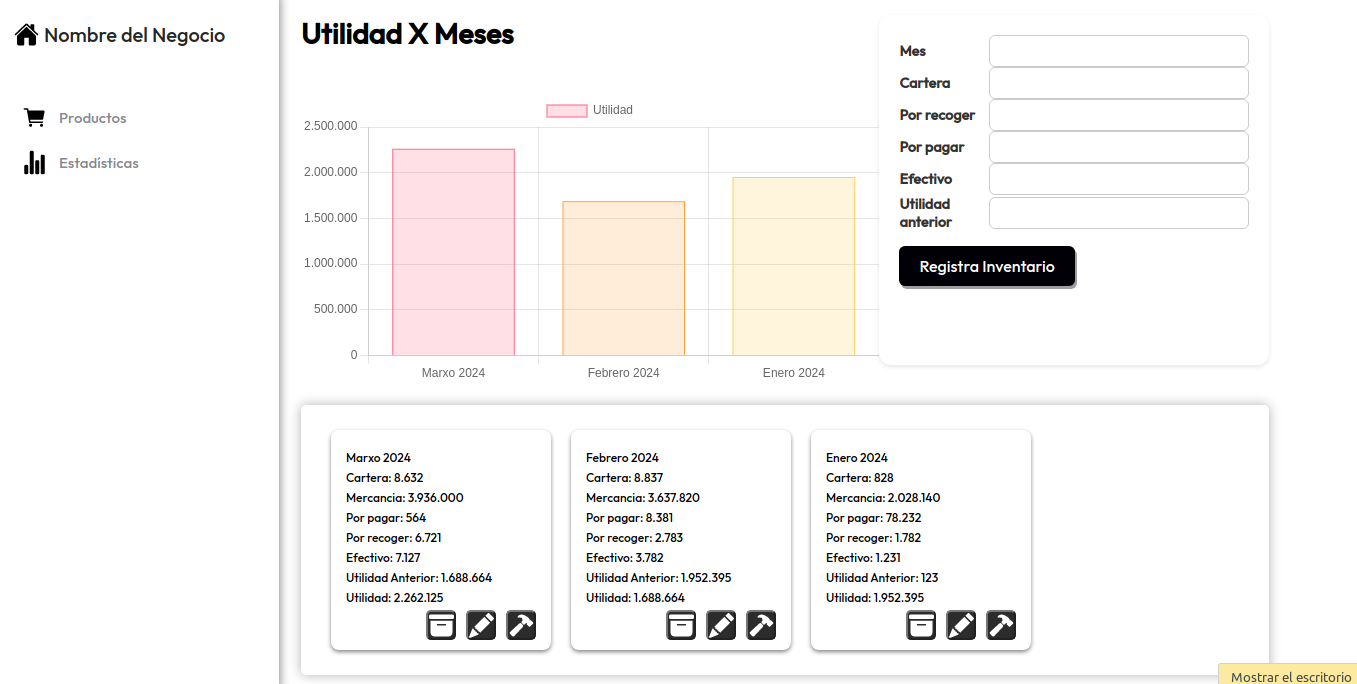 Nombre del Negocio
Productos
Estadísticas
Utilidad X Meses
Utilidad
2.500.000
2.000.000
1.500.000
1.000.000
500.000
0
Marxo 2024
Febrero 2024
Enero 2024
Mes
Cartera
Por recoger
Por pagar
Efectivo
Utilidad
anterior
Registra Inventario
Marxo 2024
Cartera: 8.632
Mercancia: 3.936.000
Por pagar: 564
Por recoger: 6.721
Efectivo: 7.127
Utilidad Anterior: 1.688.664
Utilidad: 2.262.125
Febrero 2024
Cartera: 8.837
Mercancia: 3.637.820
Por pagar: 8.381
Por recoger: 2.783
Efectivo: 3.782
Utilidad Anterior: 1.952.395
Utilidad: 1.688.664
Enero 2024
Cartera: 828
Mercancia: 2.028.140
Por pagar: 78.232
Por recoger: 1.782
Efectivo: 1.231
Utilidad Anterior: 123
Utilidad: 1.952.395
Mostrar el escritorio